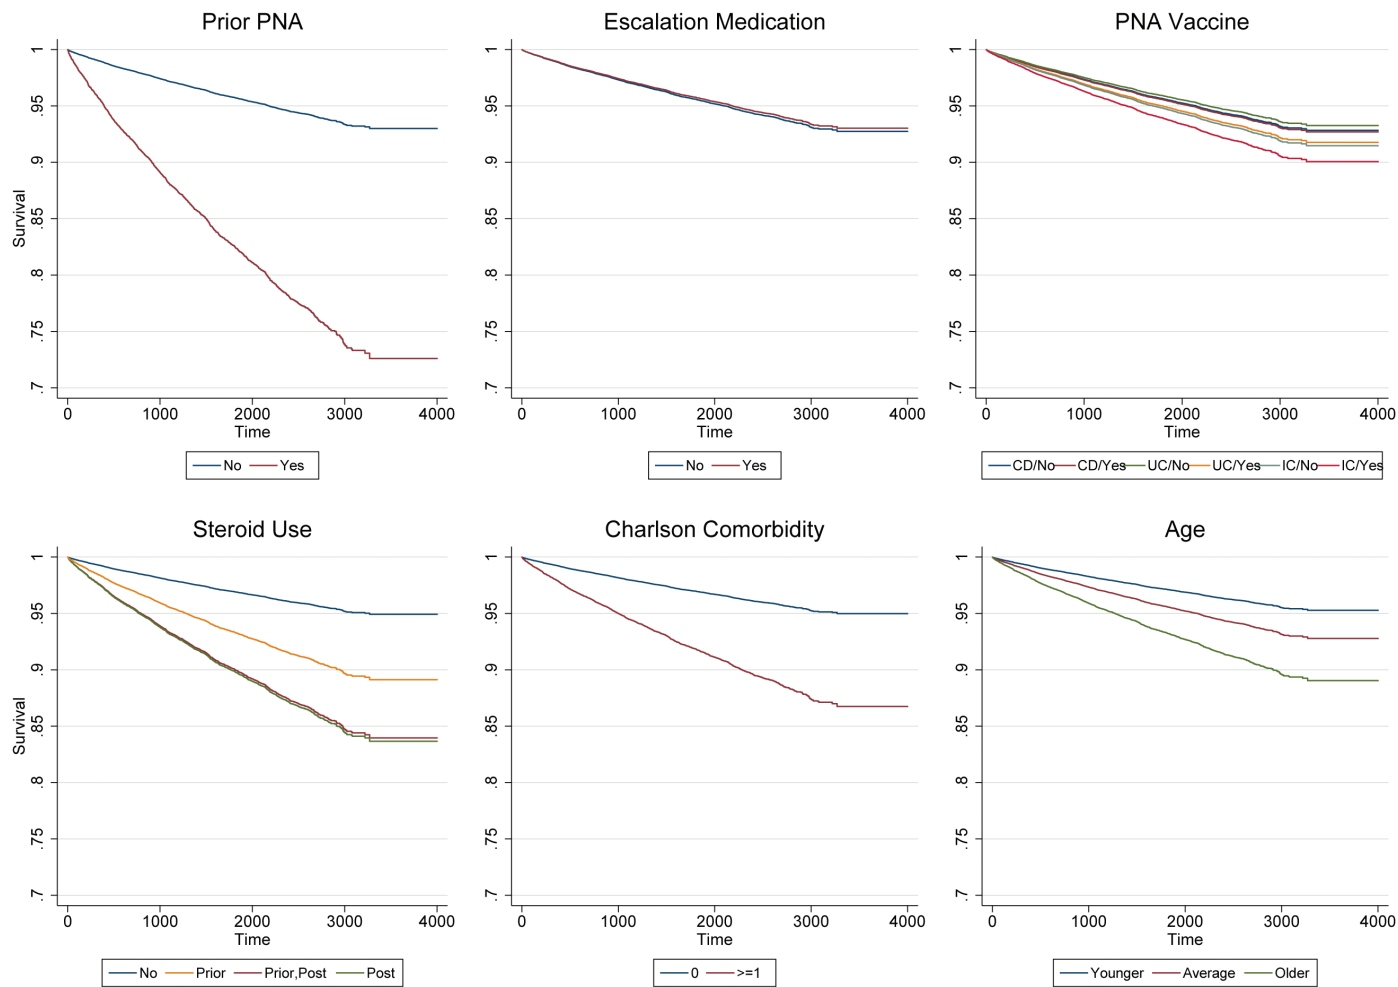 Prior PNA
Escalation Medication
PNA Vaccine
Survival
1
.95
.9
.85
.8
.75
.7
0 1000 2000 3000 4000
Time
No Yes
1
.95
.9
.85
.8
.75
.7
0 1000 2000 3000 4000
Time
No Yes
1
.95
.9
.85
.8
.75
.7
0 1000 2000 3000 4000
Time
CD/No CD/Yes UC/No UC/Yes IC/No IC/Yes
Steroid Use
Charlson Comorbidity
Age
Survival
1
.95
.9
.85
.8
.75
.7
0 1000 2000 3000 4000
Time
No Prior Prior,Post Post
1
.95
.9
.85
.8
.75
.7
0 1000 2000 3000 4000
Time
0 >=1
1
.95
.9
.85
.8
.75
.7
0 1000 2000 3000 4000
Time
Younger Average Older